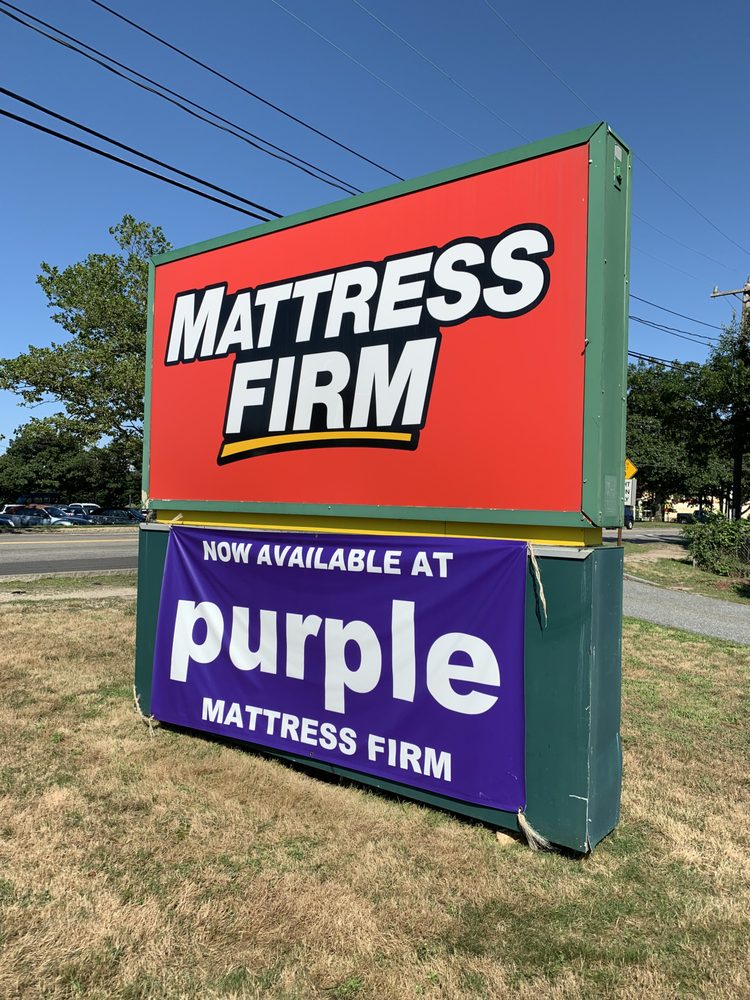 MATTRESS
FIRM
NOW AVAILABLE AT
purple
MATTRESS FIRM